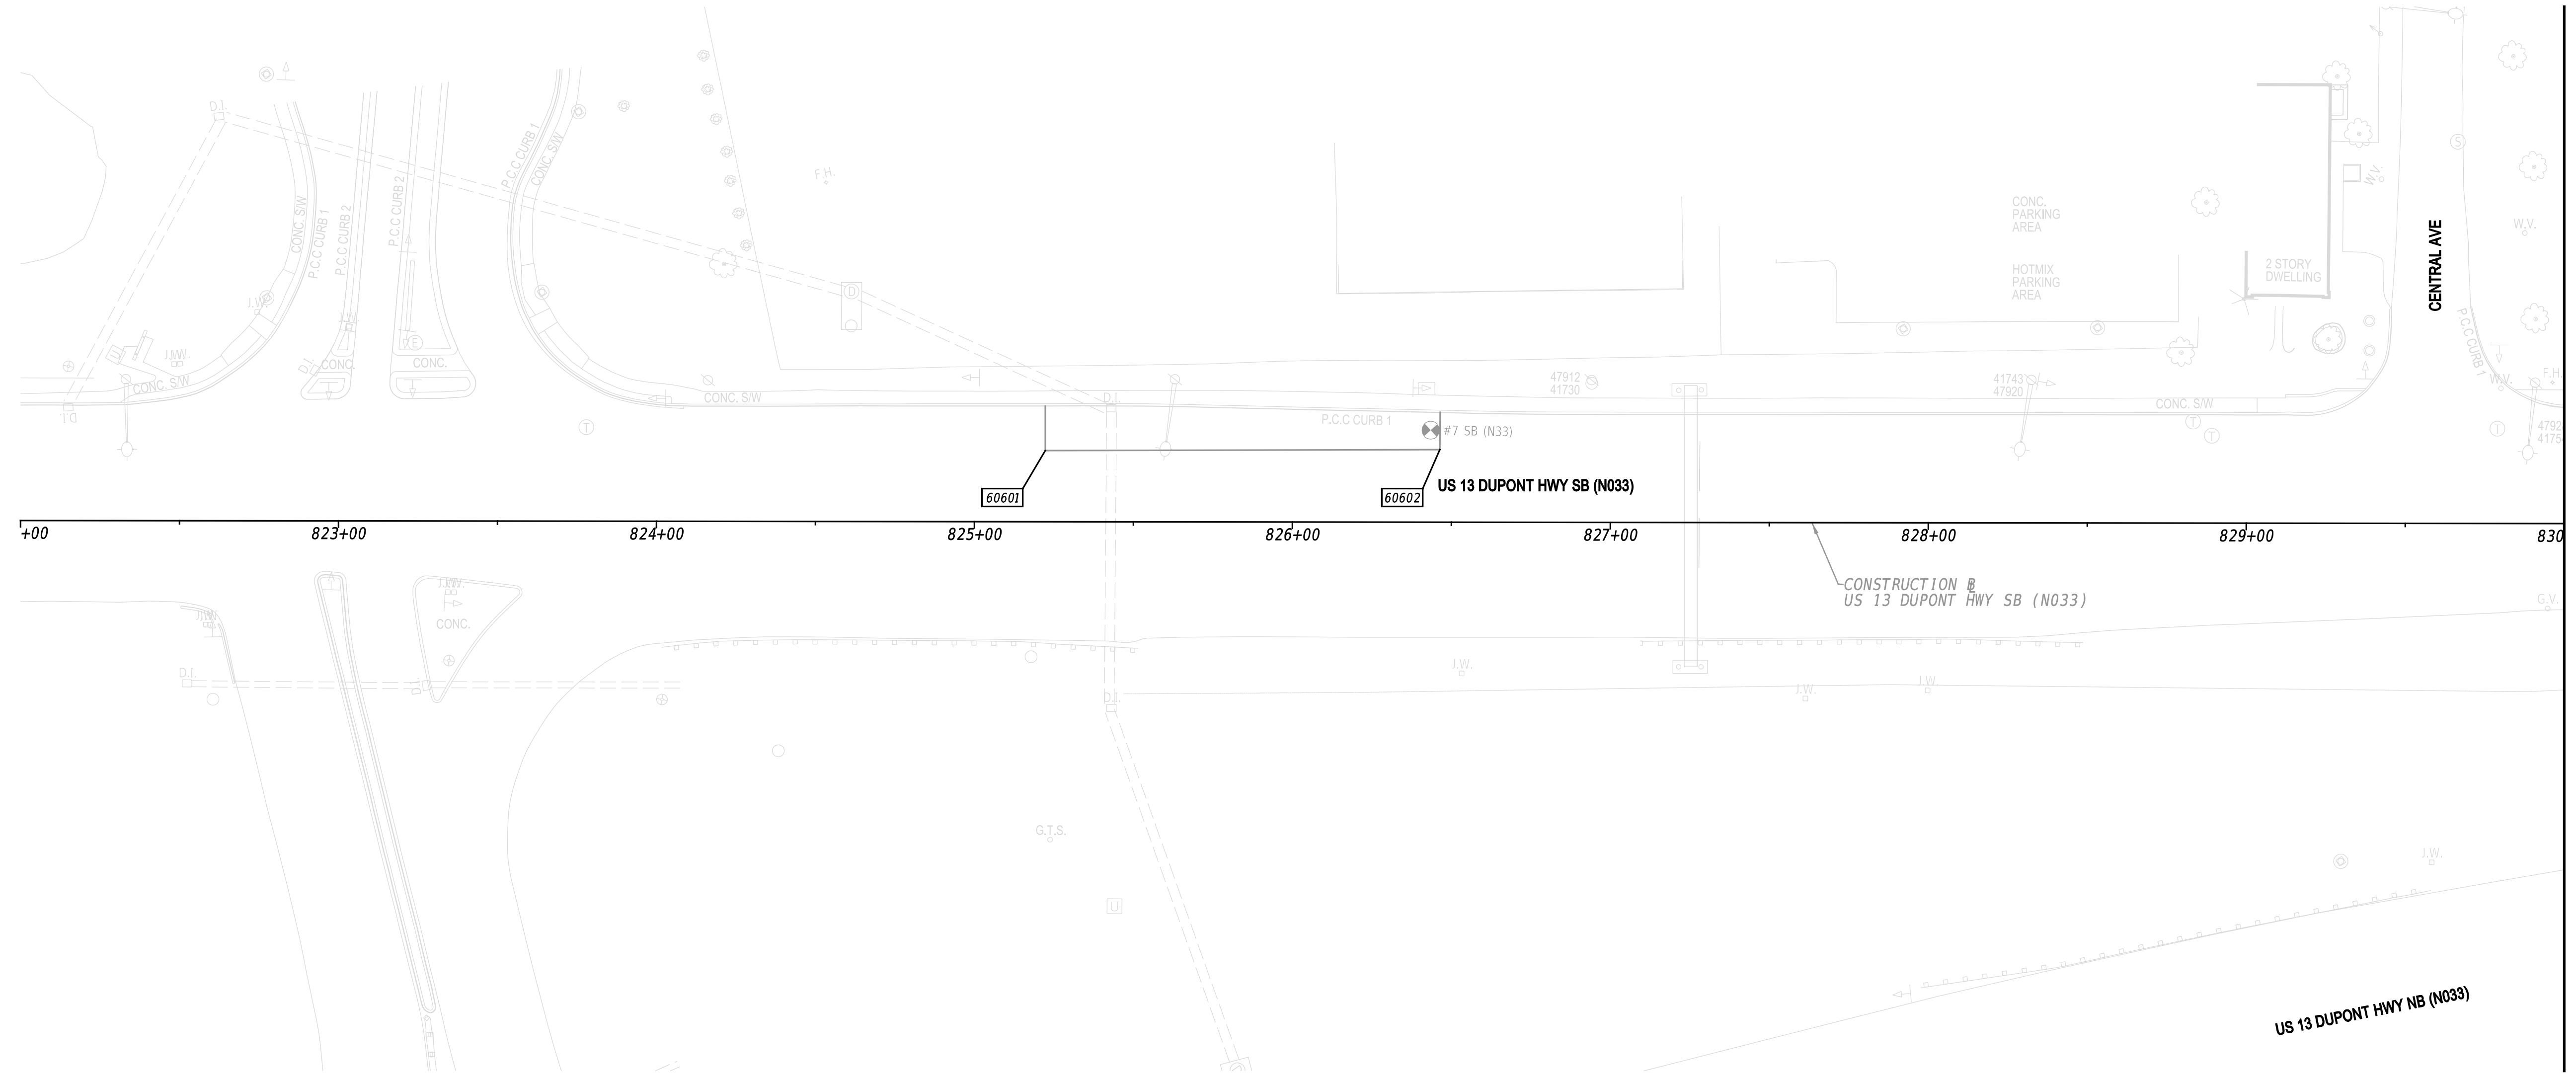 D.I.
P.C.C CURB 1
CONC. S/W
F.H.
CONC. S/W
P.C.C CURB 1
P.C.C CURB 2
P.C.C CURB 2
CONC.
PARKING
AREA
HOTMIX
PARKING
AREA
2 STORY
DWELLING
W.V.
S
W.V.
CENTRAL AVE
P.C.C CURB 1
D
E
J.W.
J.W.
J.W.
CONC.
CONC.
D.I.
CONC. S/W
D.I.
CONC. S/W
D.I.
47912
41730
41743
47920
W.V.
F.H.
CONC. S/W
P.C.C CURB 1
T
T
T
T
#7 SB (N33)
60601
60602
US 13 DUPONT HWY SB (N033)
+00
823+00
824+00
825+00
826+00
827+00
828+00
829+00
830
CONSTRUCTION BL
US 13 DUPONT HWY SB (N033)
J.W.
J.W.
CONC.
G.V.
D.I.
D.I.
J.W.
J.W.
J.W.
G.T.S.
U
J.W.
US 13 DUPONT HWY NB (N033)